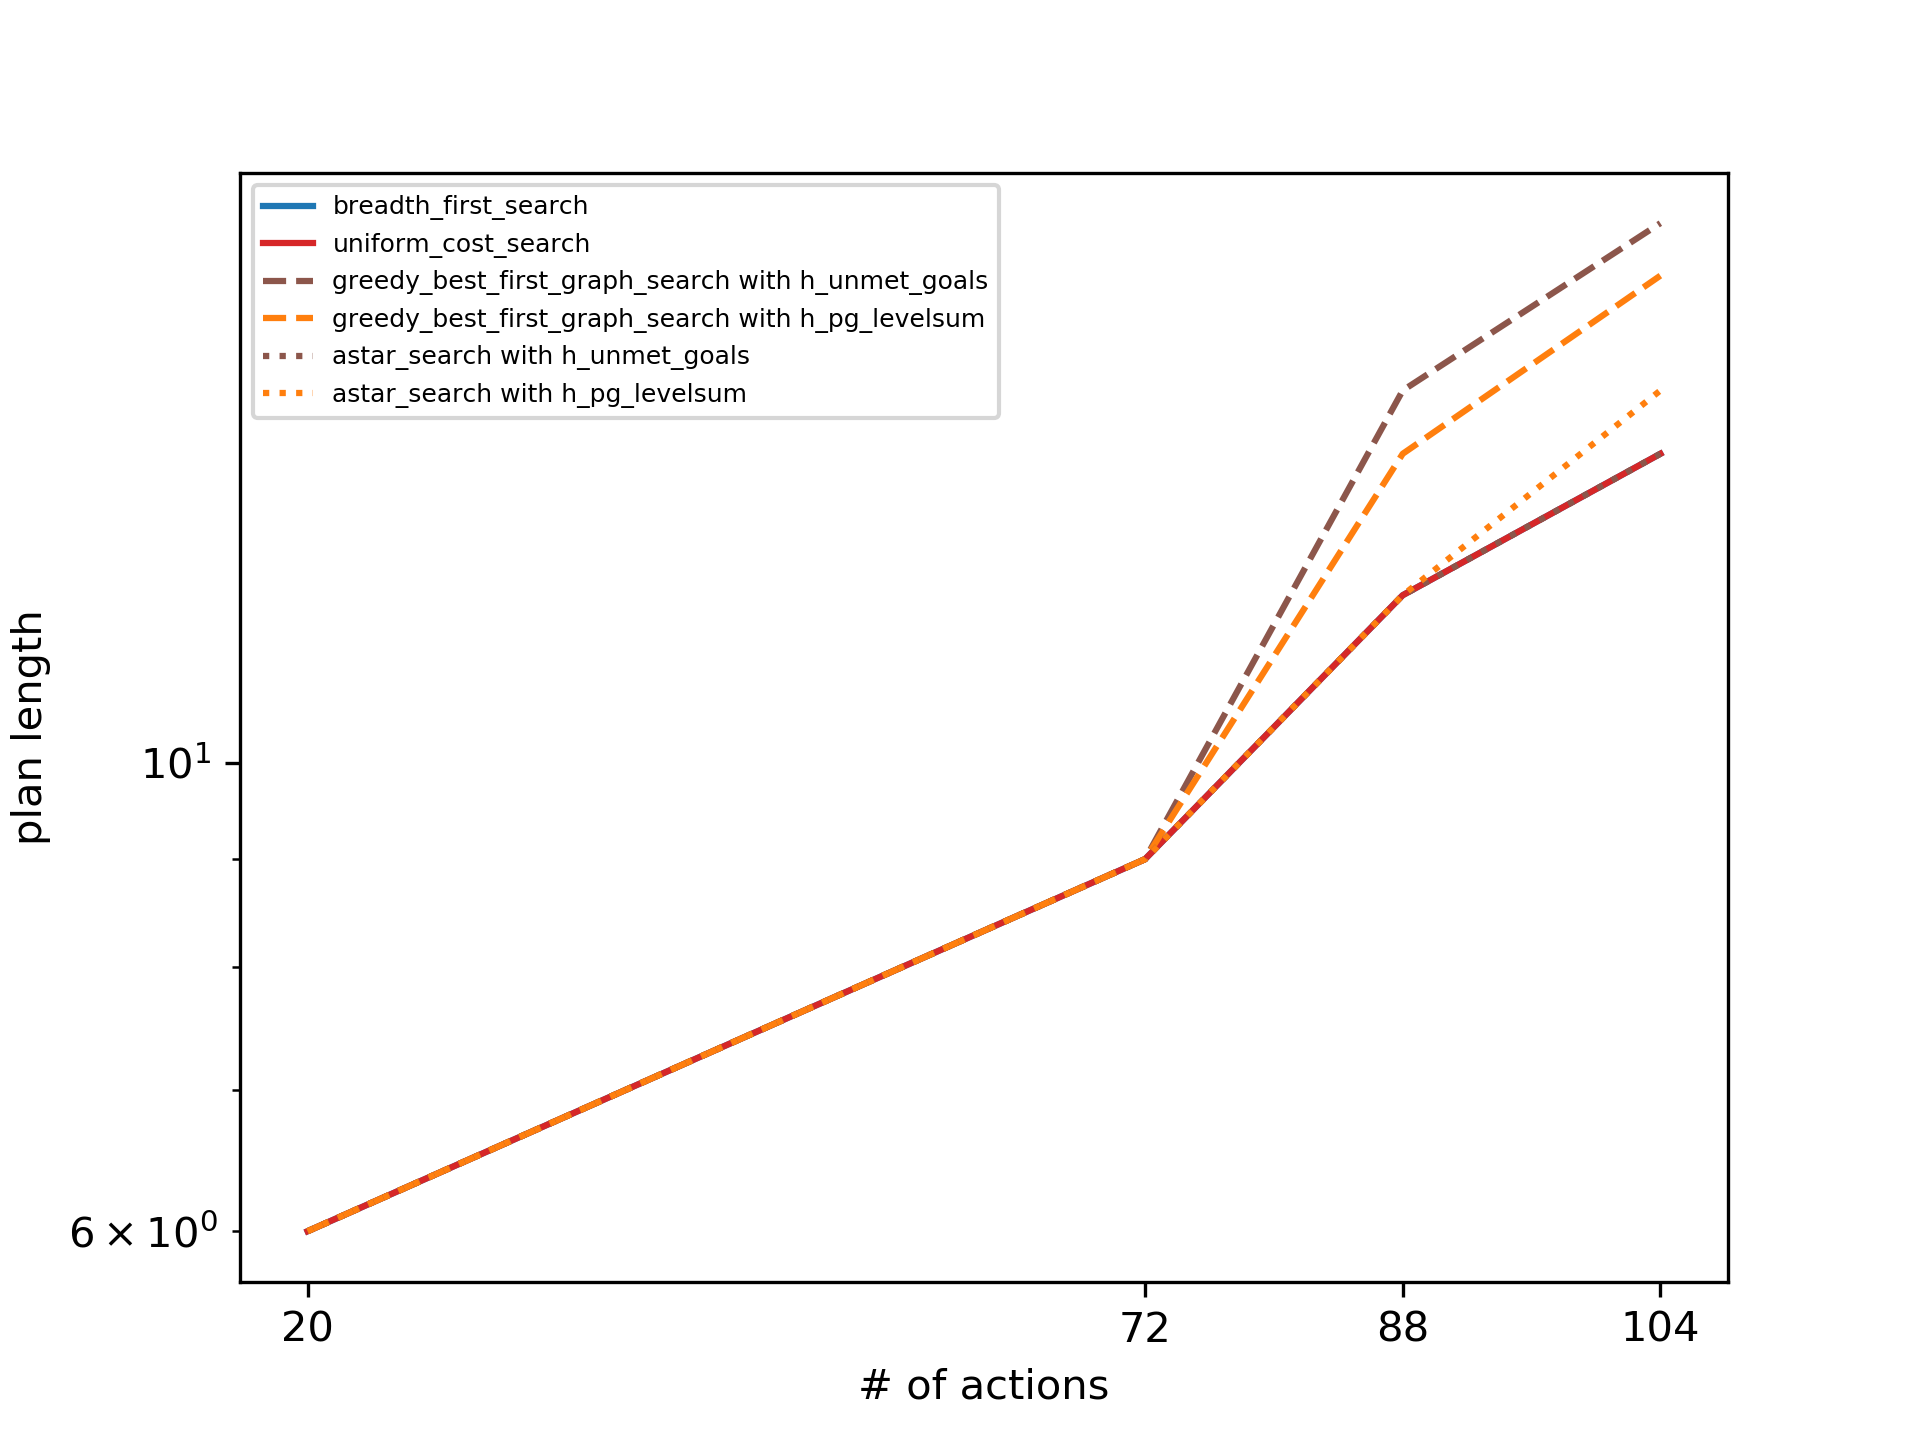 breadth_first_search
uniform_cost_search
greedy_best_first_graph_search with h_unmet_goals
greedy_best_first_graph_search with h_pg_levelsum
astar_search with h_unmet_goals
astar_search with h_pg_levelsum
plan length
10¹
6 × 10⁰
20 72 88 104
# of actions